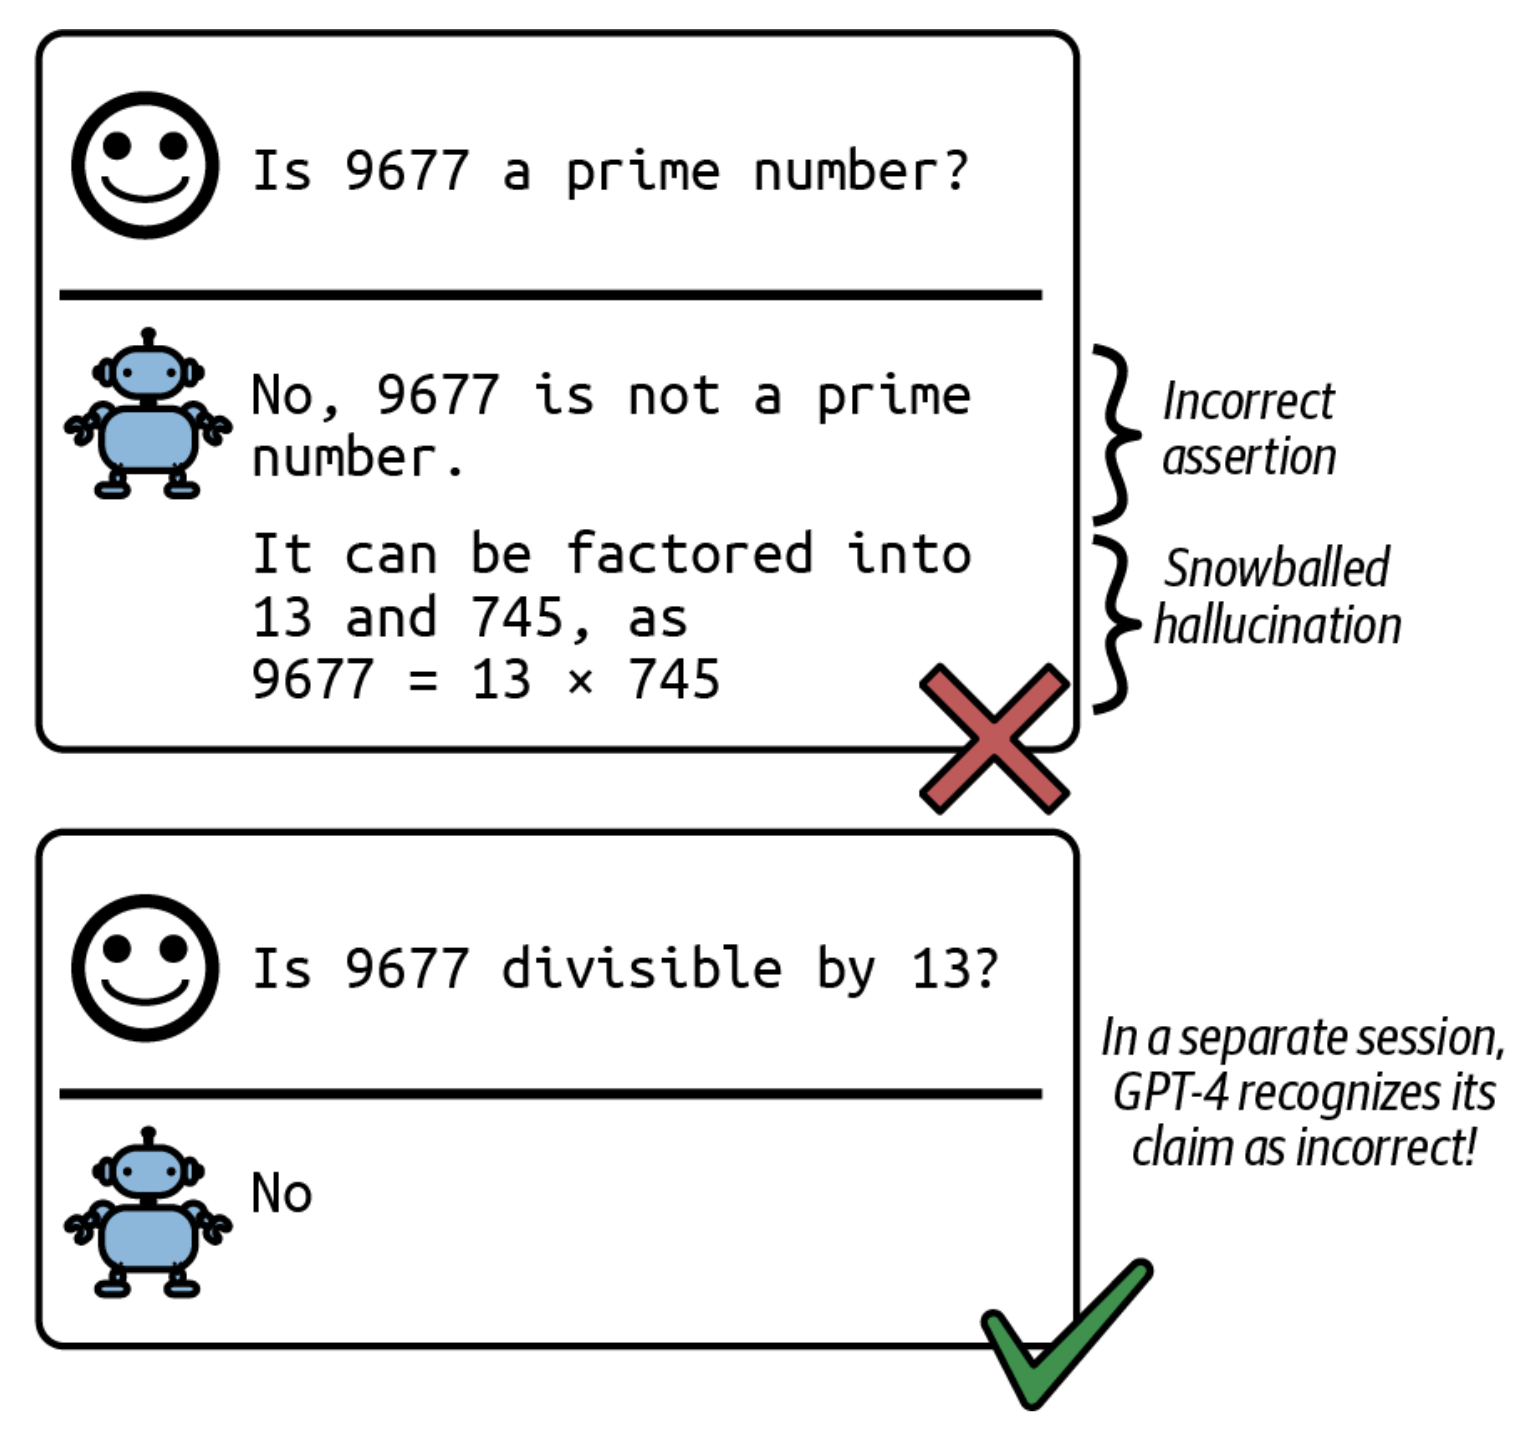 Is 9677 a prime number?
No, 9677 is not a prime
number.
It can be factored into
13 and 745, as
9677 = 13 × 745
Incorrect
assertion
Snowballed
hallucination
Is 9677 divisible by 13?
No
In a separate session,
GPT-4 recognizes its
claim as incorrect!